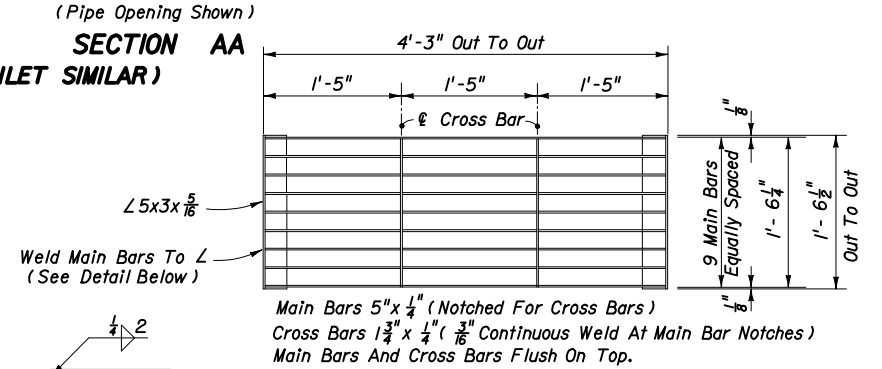 (Pipe Opening Shown)
SECTION AA
ILET SIMILAR)
4'-3" Out To Out
1'-5" 1'-5" 1'-5"
℄ Cross Bar
∠5x3x 5/16
Weld Main Bars To ∠
(See Detail Below)
1/8"
9 Main Bars
Equally Spaced
1'- 6 1/4"
1'- 6 1/2"
Out To Out
1/8"
Main Bars 5"x 1/4" (Notched For Cross Bars)
Cross Bars 1 3/4"x 1/4"( 3/16" Continuous Weld At Main Bar Notches)
Main Bars And Cross Bars Flush On Top.
1/4 2